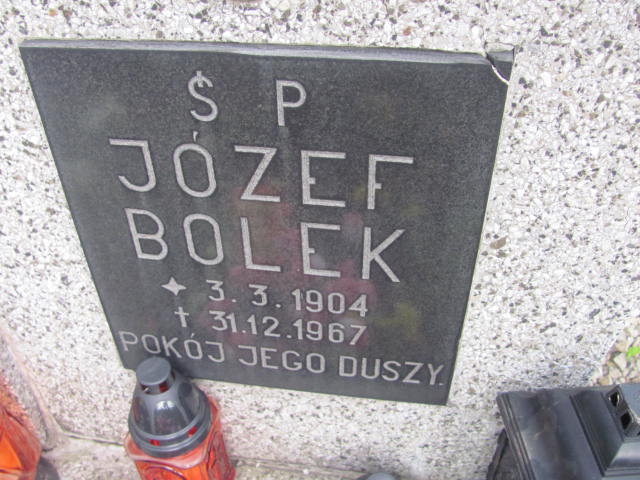 Ś P
JÓZEF
BOLEK
✦ 3.3.1904
† 31.12.1967
POKÓJ JEGO DUSZY.